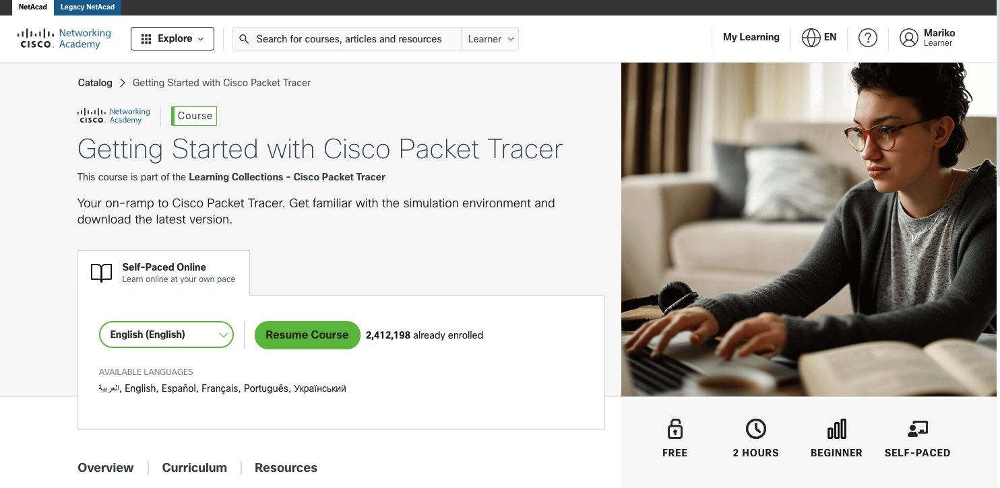 NetAcad
Legacy NetAcad
CISCO. Networking Academy
Explore
Search for courses, articles and resources
Learner
My Learning
EN
?
Mariko
Learner
Catalog > Getting Started with Cisco Packet Tracer
CISCO. Networking Academy
Course
Getting Started with Cisco Packet Tracer
This course is part of the Learning Collections - Cisco Packet Tracer
Your on-ramp to Cisco Packet Tracer. Get familiar with the simulation environment and
download the latest version.
Self-Paced Online
Learn online at your own pace
English (English)
Resume Course
2,412,198 already enrolled
AVAILABLE LANGUAGES
العربية, English, Español, Français, Português, Український
FREE
2 HOURS
BEGINNER
SELF-PACED
Overview
Curriculum
Resources